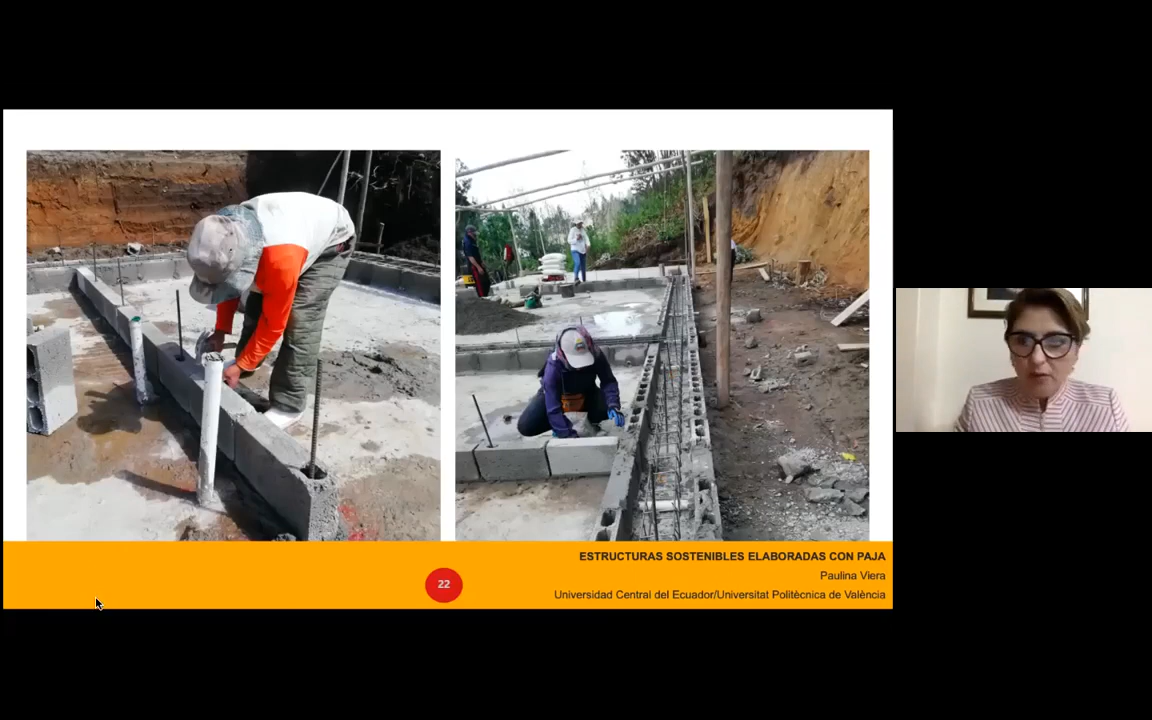 ESTRUCTURAS SOSTENIBLES ELABORADAS CON PAJA
22
Paulina Viera
Universidad Central del Ecuador/Universitat Politècnica de València